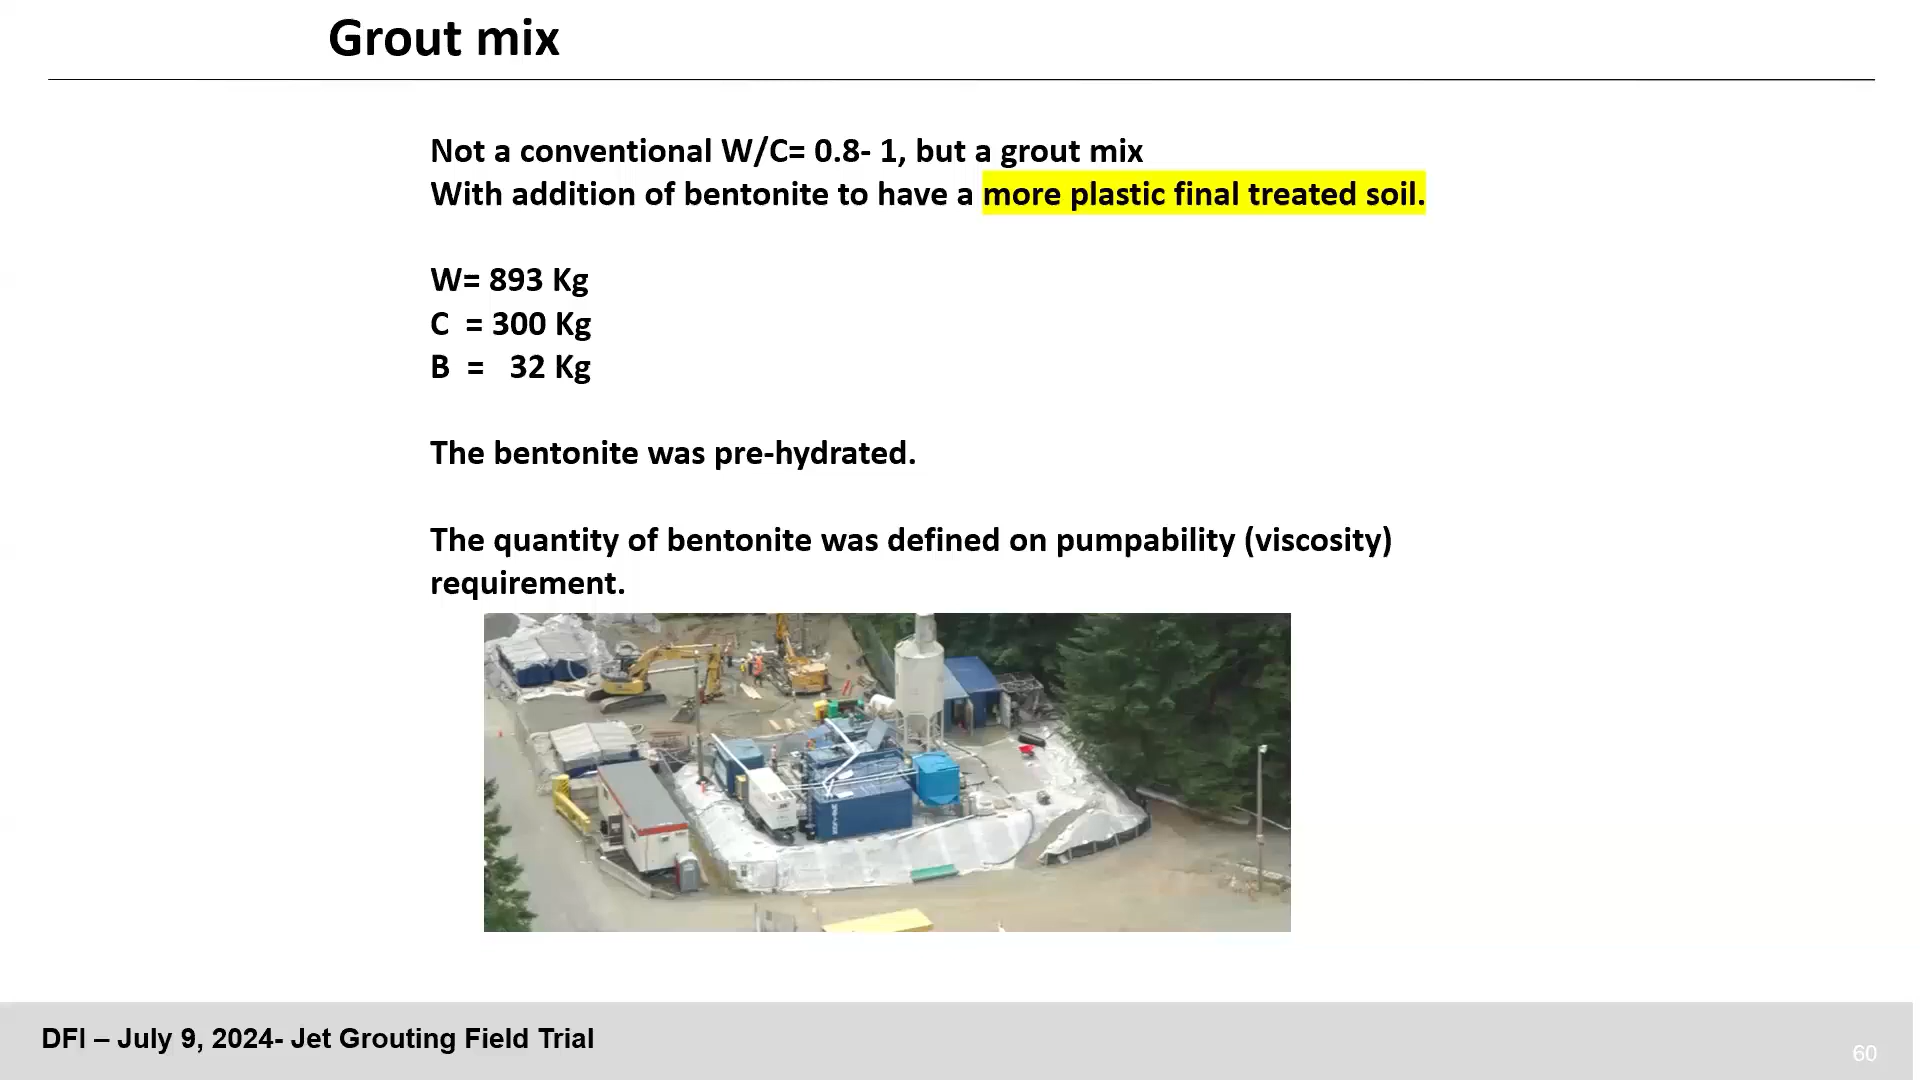 Grout mix
Not a conventional W/C= 0.8- 1, but a grout mix
With addition of bentonite to have a more plastic final treated soil.
W= 893 Kg
C = 300 Kg
B = 32 Kg
The bentonite was pre-hydrated.
The quantity of bentonite was defined on pumpability (viscosity)
requirement.
DFI – July 9, 2024- Jet Grouting Field Trial
60